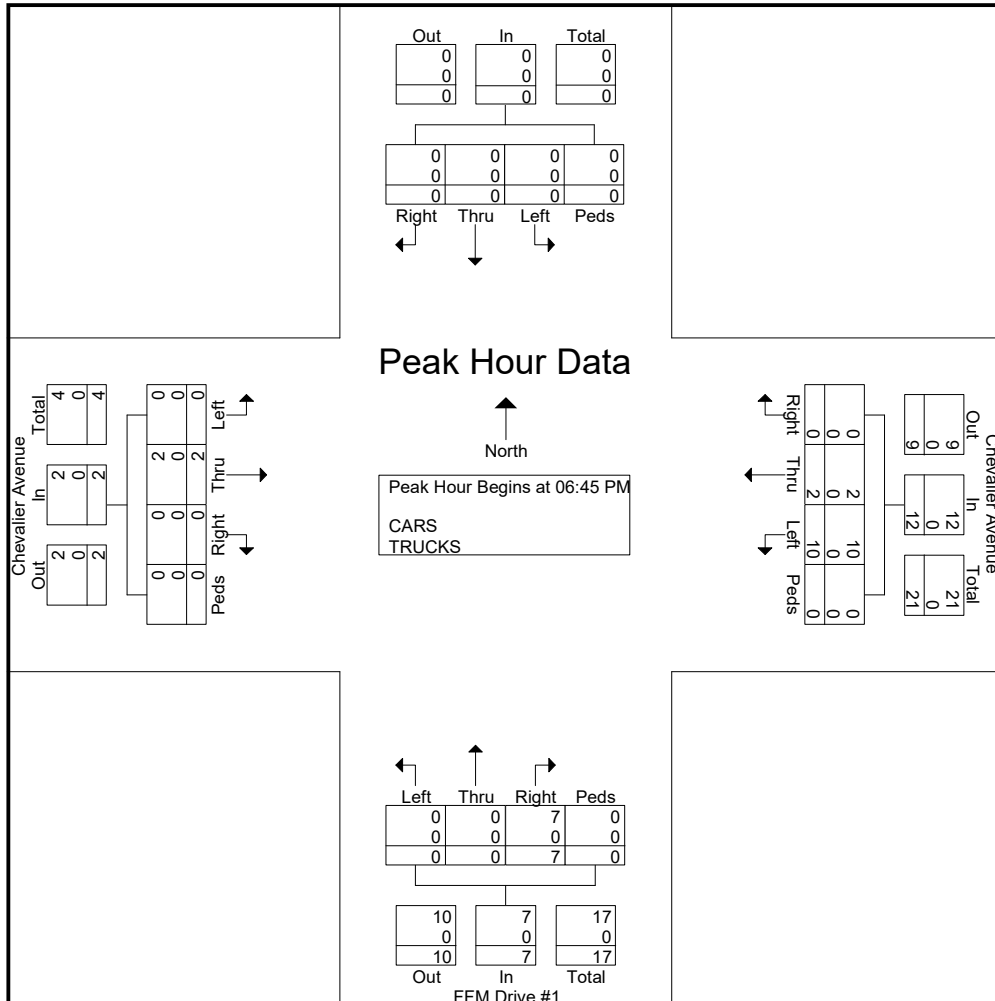 Out In Total
0 0 0
0 0 0
0 0 0
0 0 0 0
0 0 0 0
0 0 0 0
Right Thru Left Peds
Chevalier Avenue
Total In Out
4 2 2
0 0 0
4 2 2
0 2 0 0
0 0 0 0
0 2 0 0
Left Thru Right Peds
Peak Hour Data
North
Peak Hour Begins at 06:45 PM
CARS
TRUCKS
Right Thru Left Peds
0 2 10 0
0 0 0 0
0 2 10 0
9 12 21
0 0 0
9 12 21
Out In Total
Chevalier Avenue
Left Thru Right Peds
0 0 7 0
0 0 0 0
0 0 7 0
10 7 17
0 0 0
10 7 17
Out In Total
FFM Drive #1